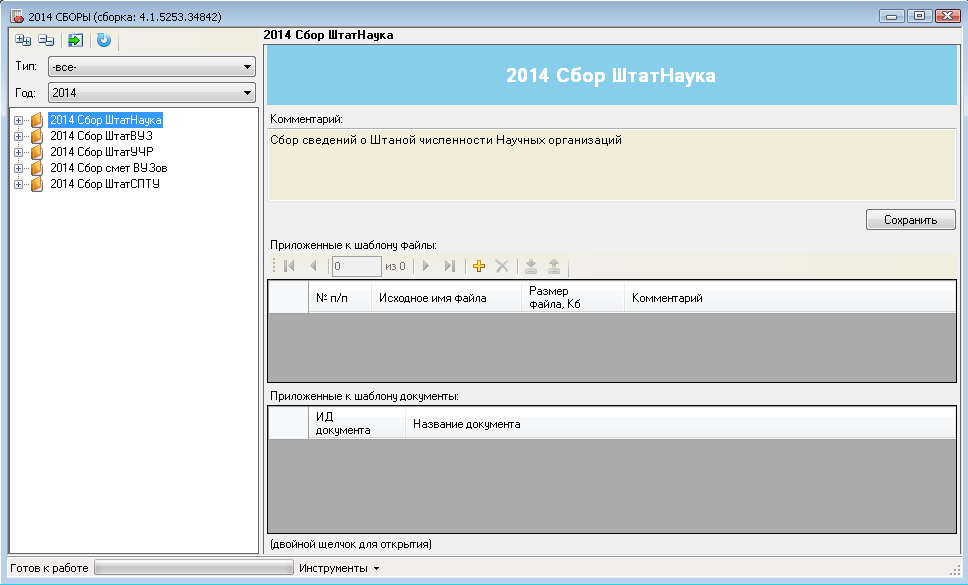 2014 СБОРЫ (сборка: 4.1.5253.34842)
Тип: -все-
Год: 2014
2014 Сбор ШтатНаука
2014 Сбор ШтатВУЗ
2014 Сбор ШтатУЧР
2014 Сбор смет ВУЗов
2014 Сбор ШтатСПТУ
2014 Сбор ШтатНаука
2014 Сбор ШтатНаука
Комментарий:
Сбор сведений о Штаной численности Научных организаций
Сохранить
Приложенные к шаблону файлы:
0 из 0
№ п/п Исходное имя файла Размер
файла, Кб Комментарий
Приложенные к шаблону документы:
ИД
документа Название документа
(двойной щелчок для открытия)
Готов к работе Инструменты